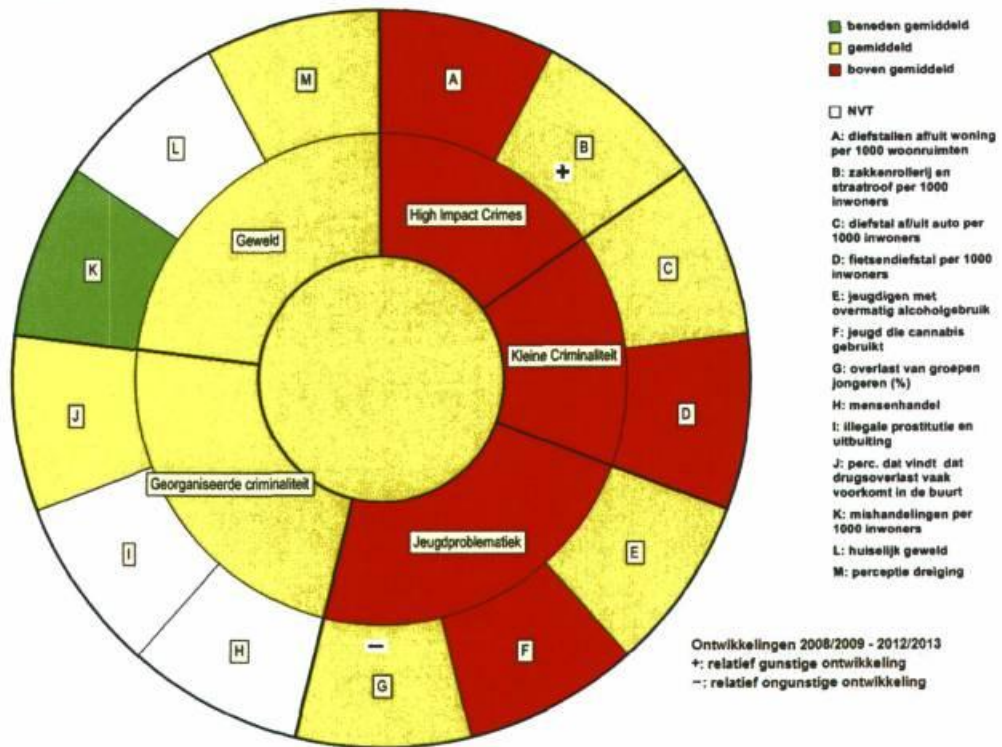 M
A
L
B
+
High Impact Crimes
Geweld
K
C
Kleine Criminaliteit
J
D
Georganiseerde criminaliteit
Jeugdproblematiek
I
E
H
−
G
F
beneden gemiddeld
gemiddeld
boven gemiddeld
NVT
A: diefstallen af/uit woning
per 1000 woonruimten
B: zakkenrollerij en
straatroof per 1000
inwoners
C: diefstal af/uit auto per
1000 inwoners
D: fietsendiefstal per 1000
inwoners
E: jeugdigen met
overmatig alcoholgebruik
F: jeugd die cannabis
gebruikt
G: overlast van groepen
jongeren (%)
H: mensenhandel
I: illegale prostitutie en
uitbuiting
J: perc. dat vindt dat
drugsoverlast vaak
voorkomt in de buurt
K: mishandelingen per
1000 inwoners
L: huiselijk geweld
M: perceptie dreiging
Ontwikkelingen 2008/2009 - 2012/2013
+: relatief gunstige ontwikkeling
−: relatief ongunstige ontwikkeling